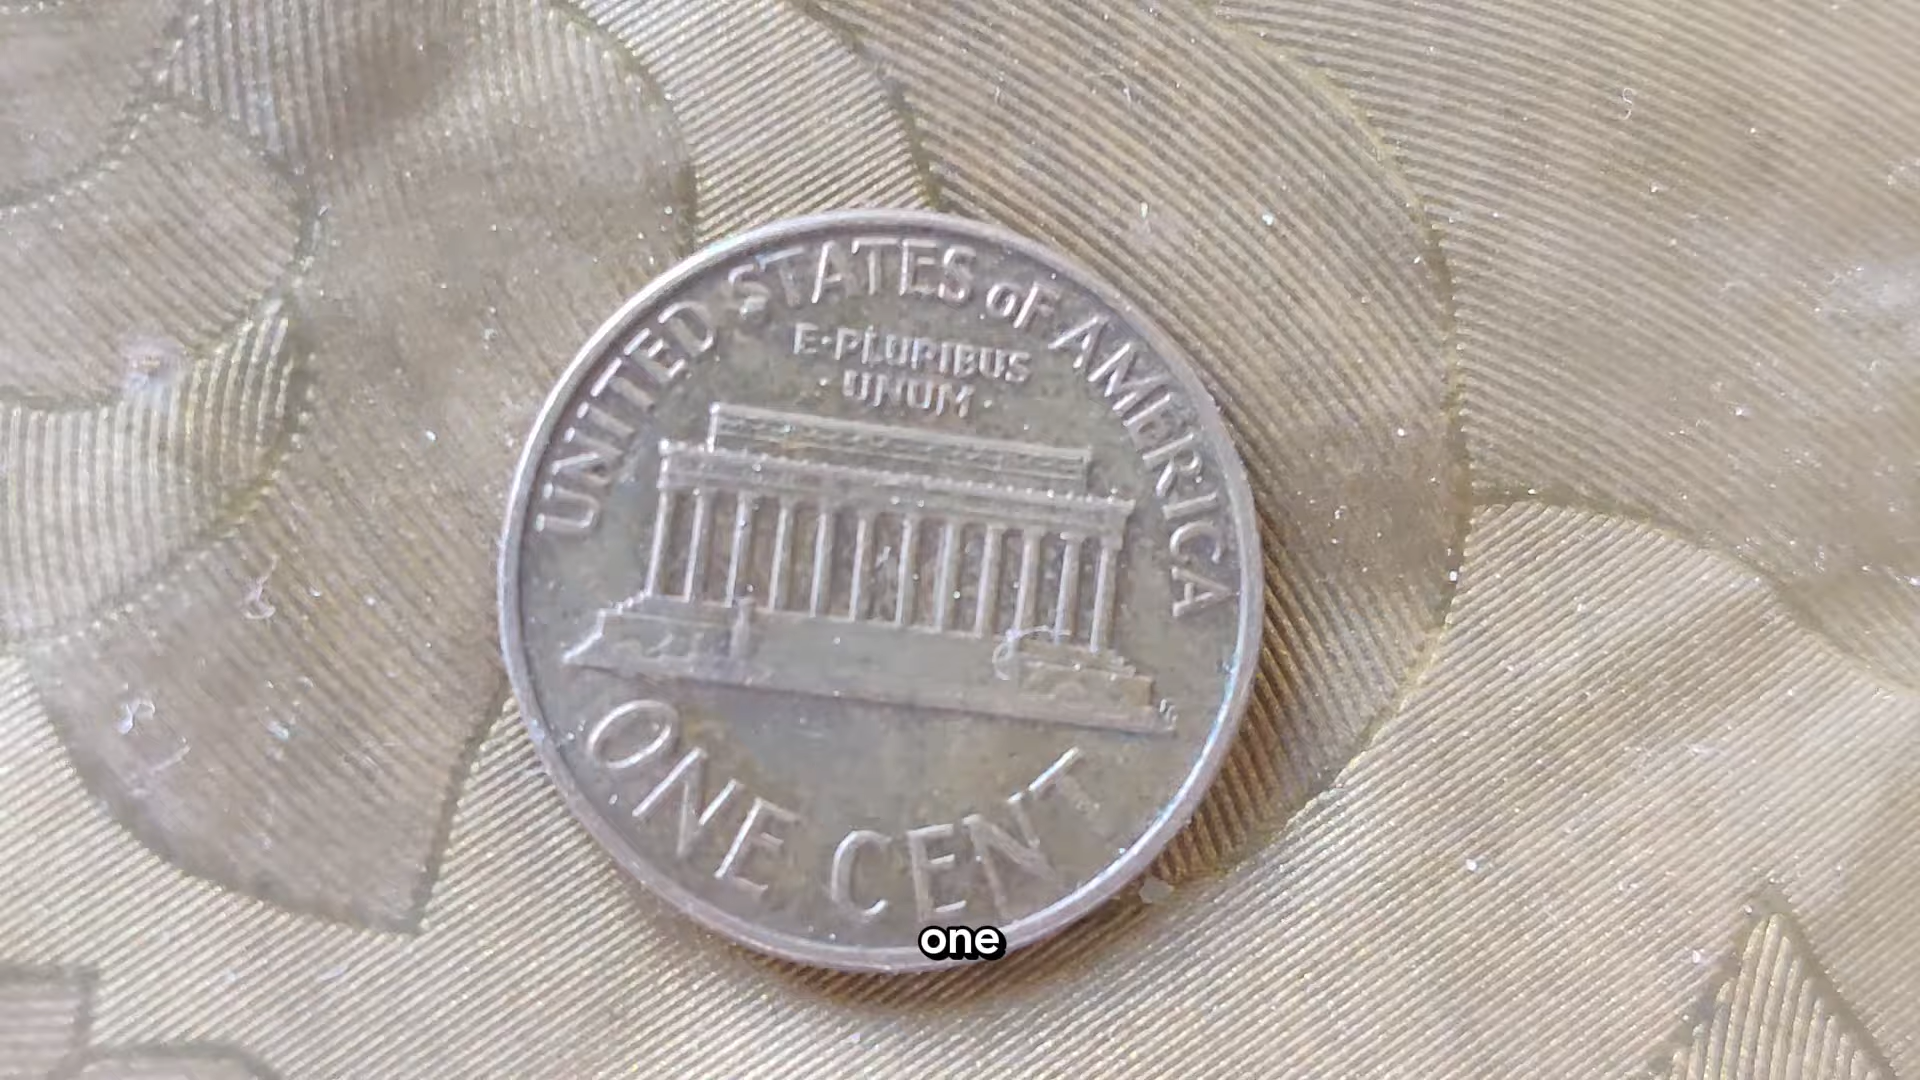 UNITED STATES oF AMERICA
E·PLURIBUS
·UNUM·
ONE CENT
one